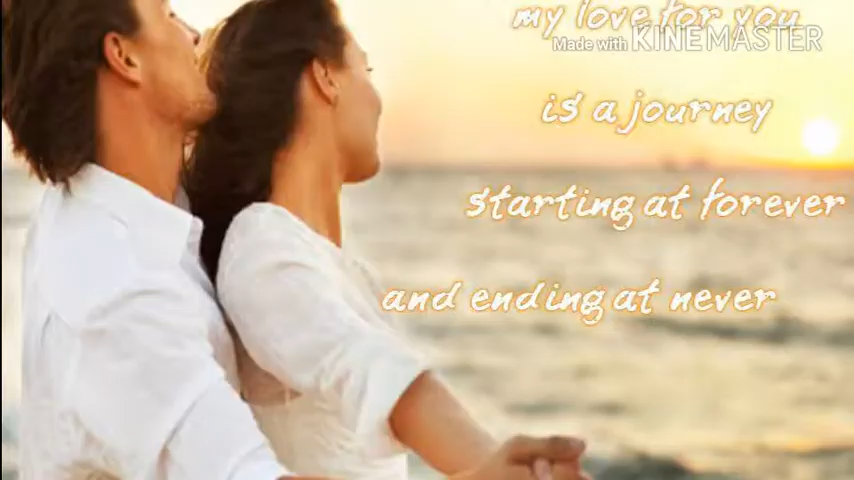 my love for you
Made with KINEMASTER
is a journey
starting at forever
and ending at never